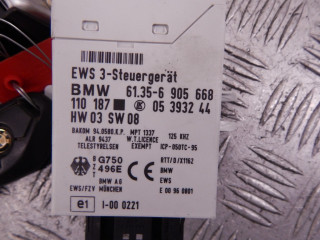 EWS 3-Steuergerät
BMW 61.35-6 905 668
110 187 05 3932 44
HW 03 SW 08
BAKOM 94.0580.K.P. MPT 1337 125 KHZ
ALR 9437 W.T.LICENCE
TELESTYRELSEN EXEMPT ICP-050TC-95
G750 RTT/D/X1162
496E BMW
BMW AG EWS
EWS/FZV MÜNCHEN E 00 96 0801
e1 I-00 0221